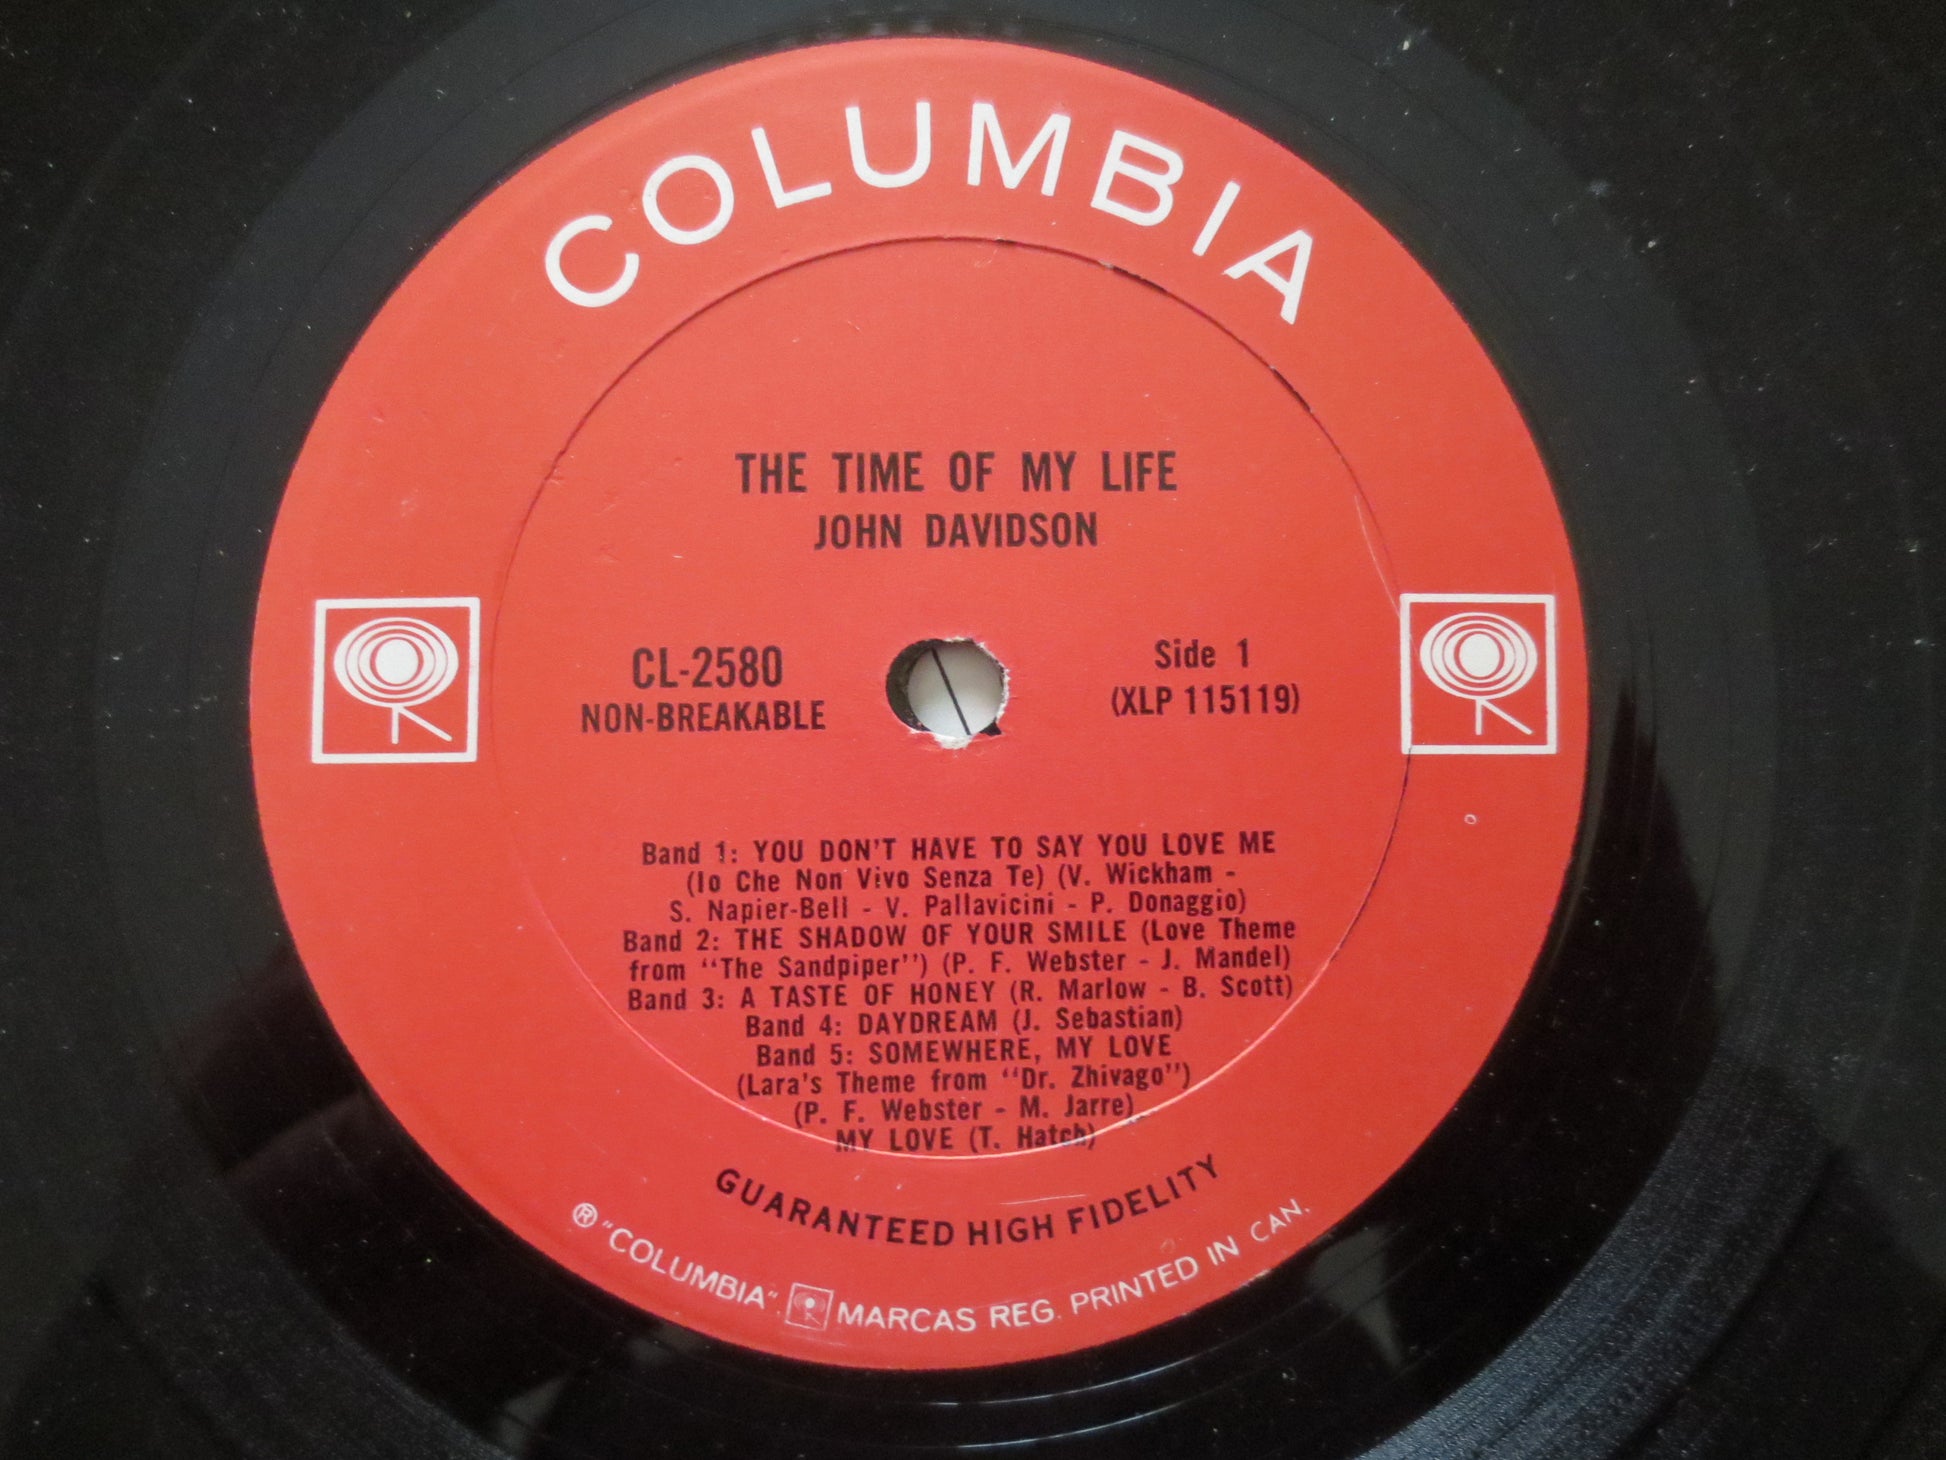 COLUMBIA
THE TIME OF MY LIFE
JOHN DAVIDSON
CL-2580
NON-BREAKABLE
Side 1
(XLP 115119)
Band 1: YOU DON'T HAVE TO SAY YOU LOVE ME
(Io Che Non Vivo Senza Te) (V. Wickham -
S. Napier-Bell - V. Pallavicini - P. Donaggio)
Band 2: THE SHADOW OF YOUR SMILE (Love Theme
from "The Sandpiper") (P. F. Webster - J. Mandel)
Band 3: A TASTE OF HONEY (R. Marlow - B. Scott)
Band 4: DAYDREAM (J. Sebastian)
Band 5: SOMEWHERE, MY LOVE
(Lara's Theme from "Dr. Zhivago")
(P. F. Webster - M. Jarre)
MY LOVE (T. Hatch)
GUARANTEED HIGH FIDELITY
® "COLUMBIA", MARCAS REG. PRINTED IN CAN.